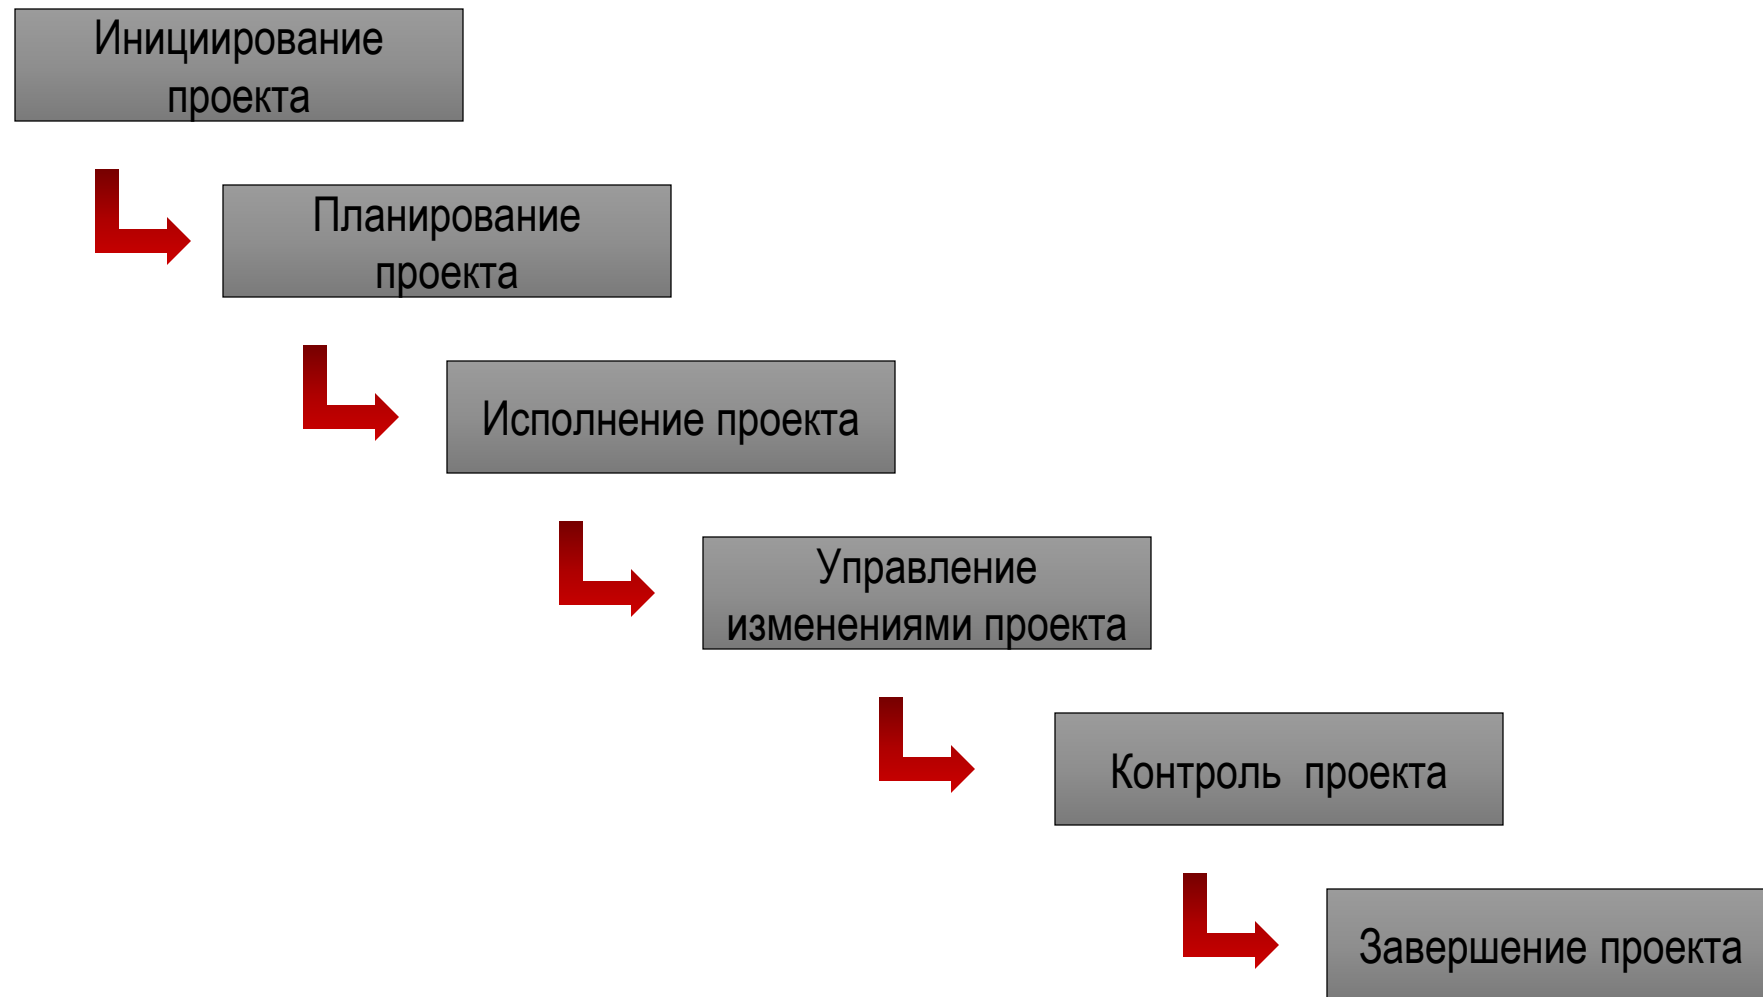 Инициирование
проекта
Планирование
проекта
Исполнение проекта
Управление
изменениями проекта
Контроль  проекта
Завершение проекта